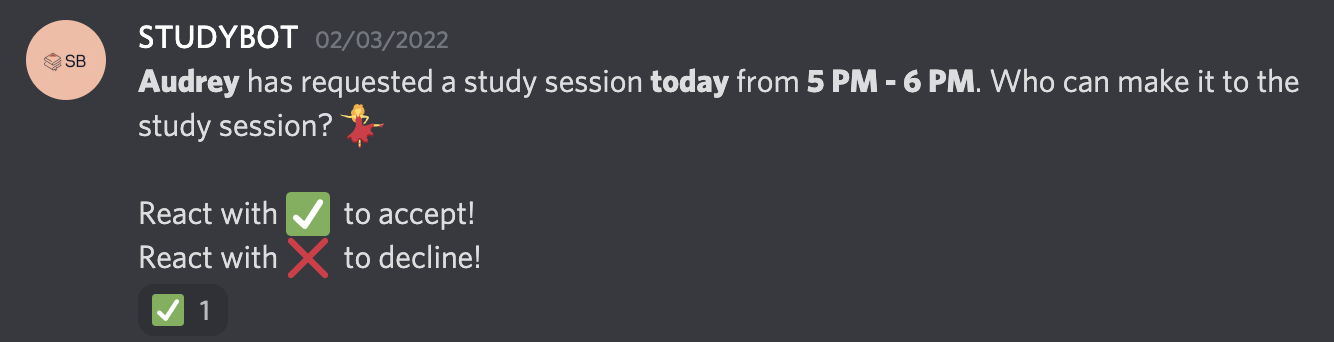 SB
STUDYBOT 02/03/2022
Audrey has requested a study session today from 5 PM - 6 PM. Who can make it to the
study session? 💃
React with ✅ to accept!
React with ❌ to decline!
✅ 1